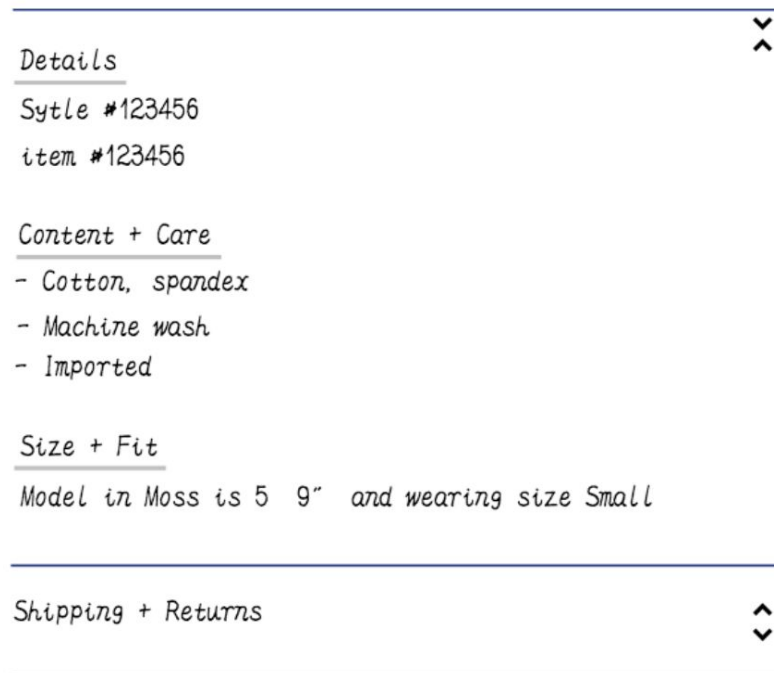 Details
Sytle #123456
item #123456
Content + Care
- Cotton, spandex
- Machine wash
- Imported
Size + Fit
Model in Moss is 5 9″ and wearing size Small
Shipping + Returns